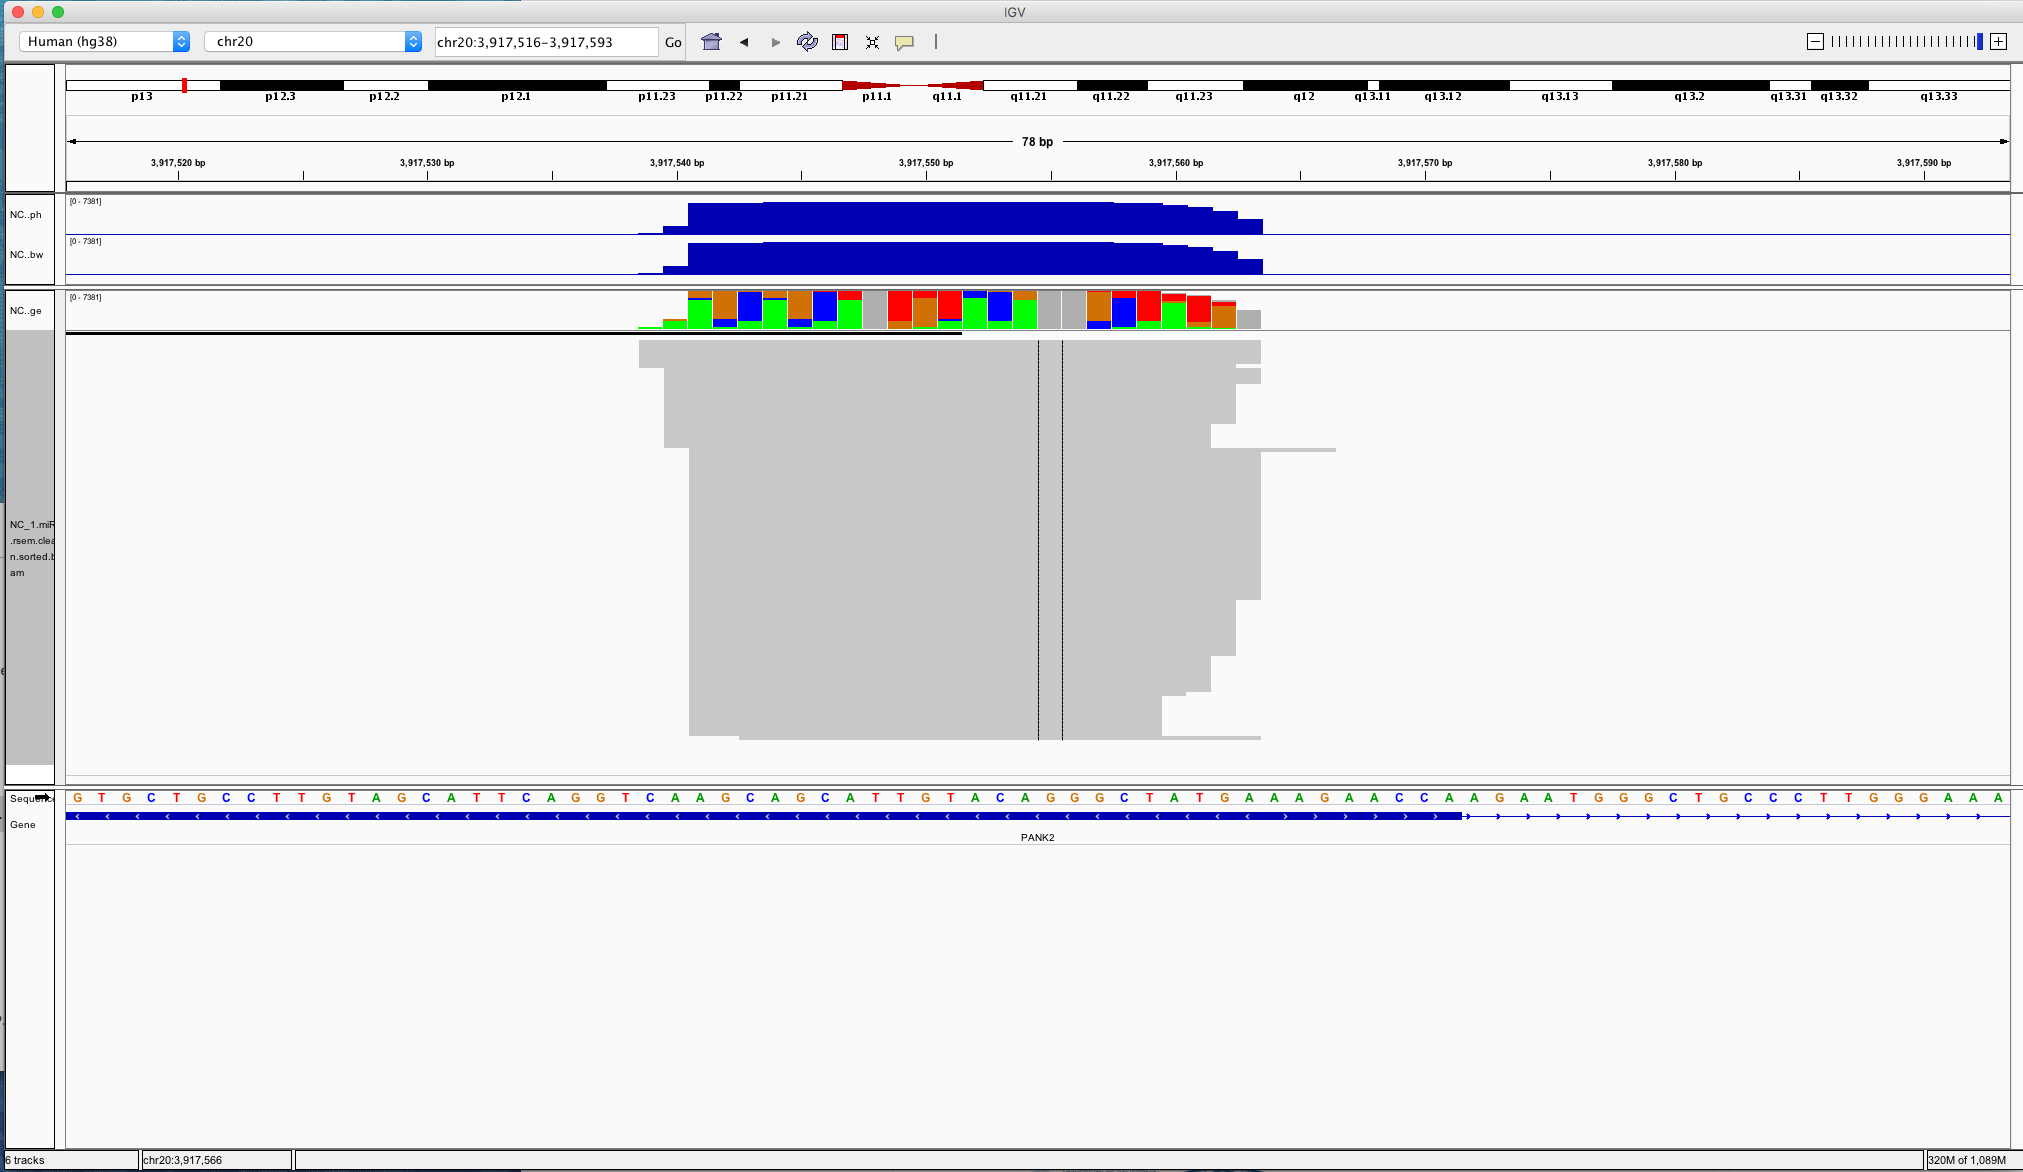 IGV
Human (hg38) chr20 chr20:3,917,516-3,917,593 Go
p13 p12.3 p12.2 p12.1 p11.23 p11.22 p11.21 p11.1 q11.1 q11.21 q11.22 q11.23 q12 q13.11 q13.12 q13.13 q13.2 q13.31 q13.32 q13.33
78 bp
3,917,520 bp 3,917,530 bp 3,917,540 bp 3,917,550 bp 3,917,560 bp 3,917,570 bp 3,917,580 bp 3,917,590 bp
[0 - 7381]
NC..ph
[0 - 7381]
NC..bw
[0 - 7381]
NC..ge
NC_1.miR
.rsem.clea
n.sorted.b
am
Sequence G T G C T G C C T T G T A G C A T T C A G G T C A A G C A G C A T T G T A C A G G G C T A T G A A A G A A C C A A G A A T G G G C T G C C C T T G G G A A A
Gene
PANK2
6 tracks chr20:3,917,566 320M of 1,089M